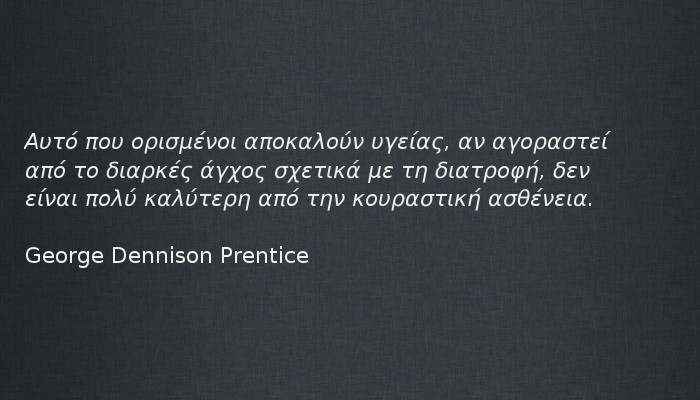 Αυτό που ορισμένοι αποκαλούν υγείας, αν αγοραστεί
από το διαρκές άγχος σχετικά με τη διατροφή, δεν
είναι πολύ καλύτερη από την κουραστική ασθένεια.
George Dennison Prentice